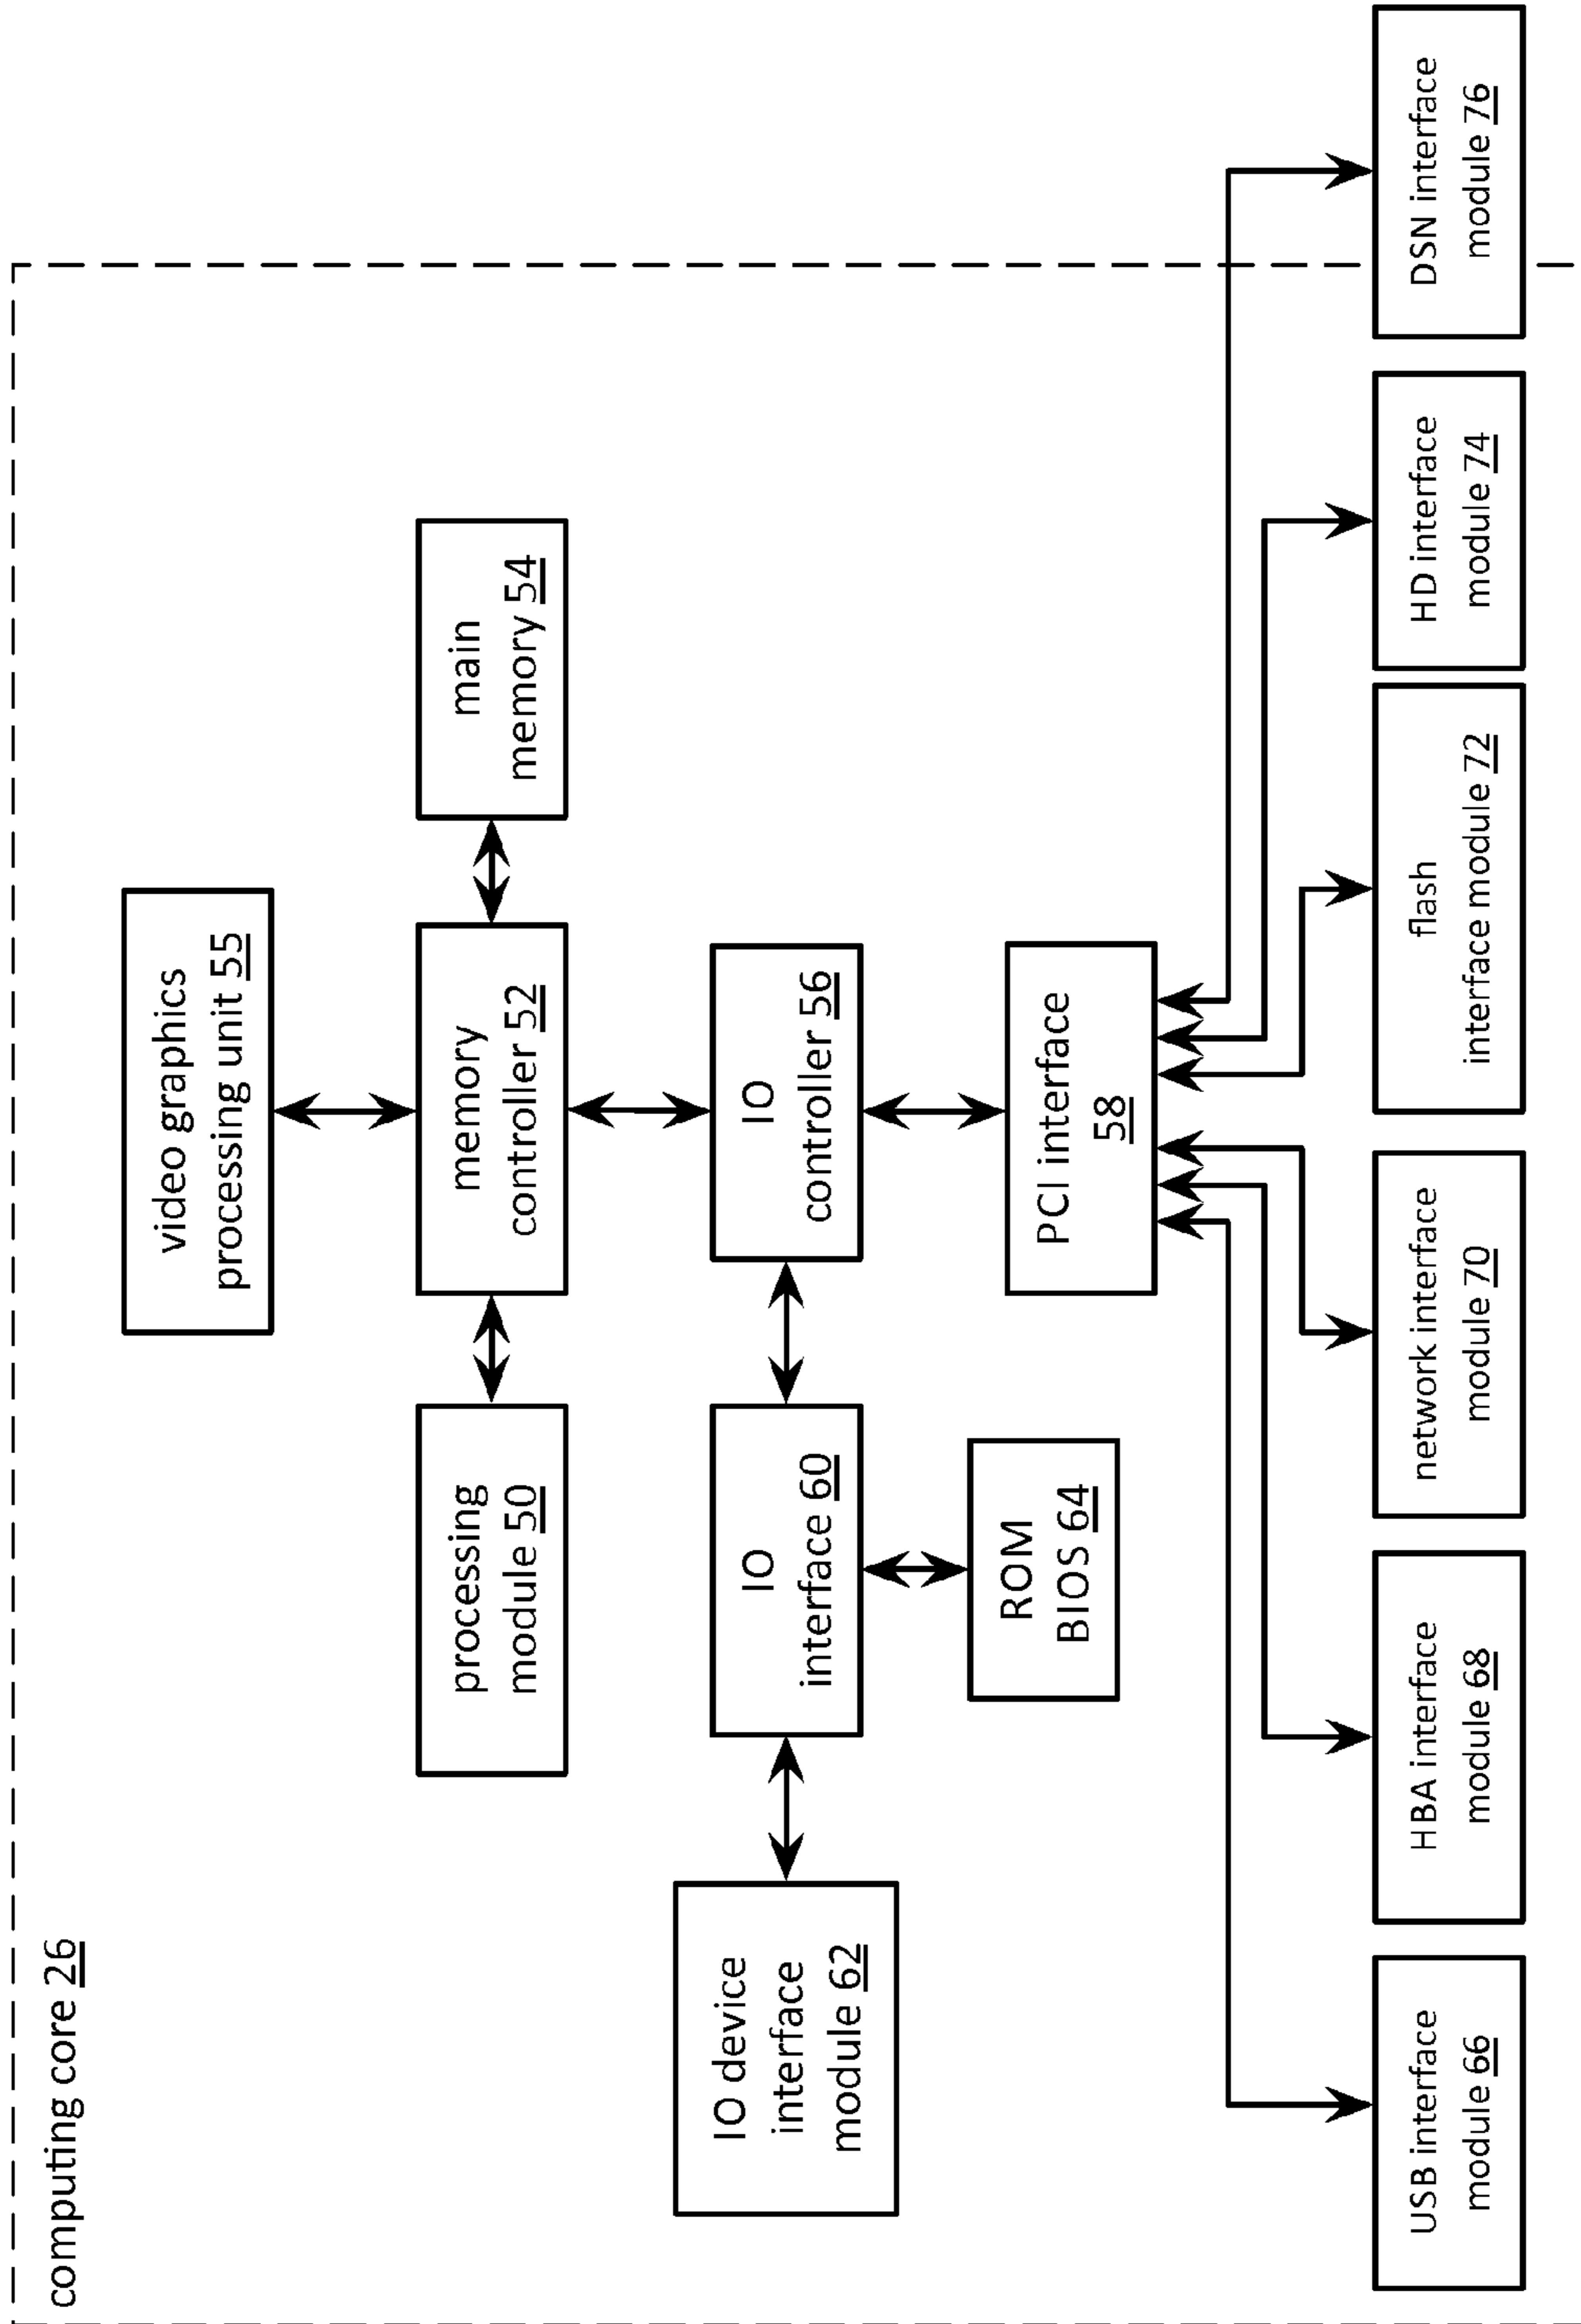 computing core 26
video graphics
processing unit 55
processing
module 50
memory
controller 52
main
memory 54
IO device
interface
module 62
IO
interface 60
IO
controller 56
ROM
BIOS 64
PCI interface
58
USB interface
module 66
HBA interface
module 68
network interface
module 70
flash
interface module 72
HD interface
module 74
DSN interface
module 76